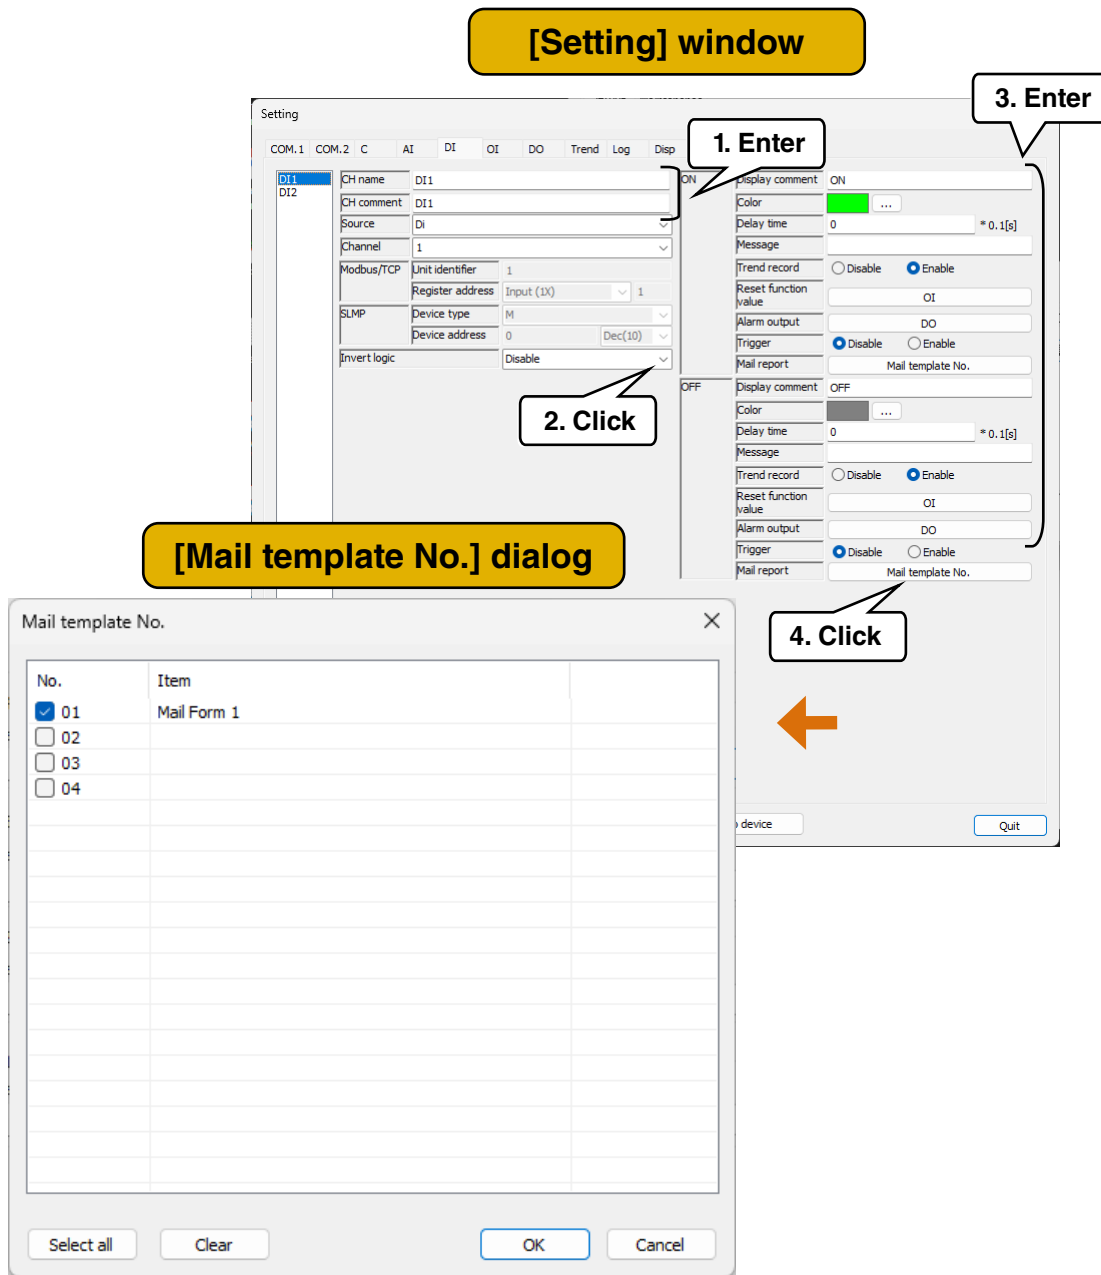 [Setting] window
3. Enter
Setting
1. Enter
COM.1 COM.2 C AI DI OI DO Trend Log Disp
DI1
DI2
CH name DI1
CH comment DI1
Source Di
Channel 1
Modbus/TCP Unit identifier 1
Register address Input (1X) 1
SLMP Device type M
Device address 0 Dec(10)
Invert logic Disable
2. Click
ON Display comment ON
Color ...
Delay time 0 * 0.1[s]
Message
Trend record Disable Enable
Reset function value OI
Alarm output DO
Trigger Disable Enable
Mail report Mail template No.
OFF Display comment OFF
Color ...
Delay time 0 * 0.1[s]
Message
Trend record Disable Enable
Reset function value OI
Alarm output DO
Trigger Disable Enable
Mail report Mail template No.
4. Click
device
Quit
[Mail template No.] dialog
Mail template No.
No. Item
01 Mail Form 1
02
03
04
Select all Clear OK Cancel